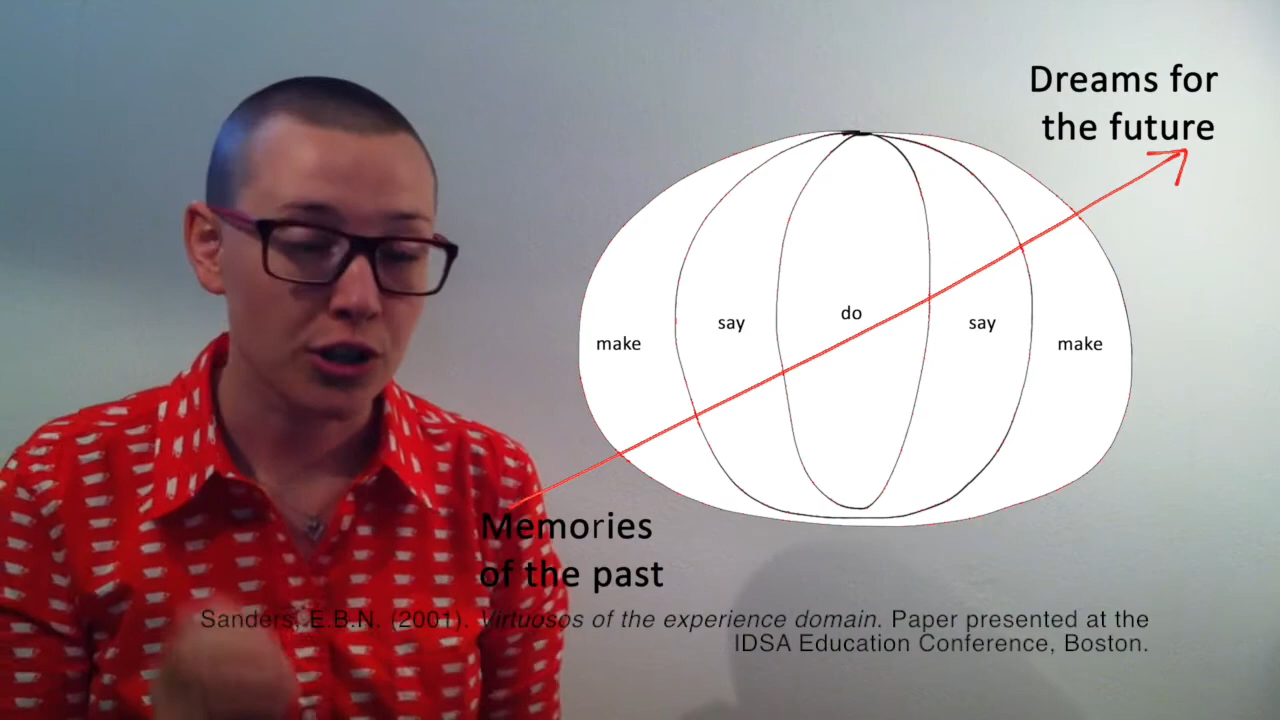 Dreams for
the future
make
say
do
say
make
Memories
of the past
Sanders, E.B.N. (2001). Virtuosos of the experience domain. Paper presented at the
IDSA Education Conference, Boston.